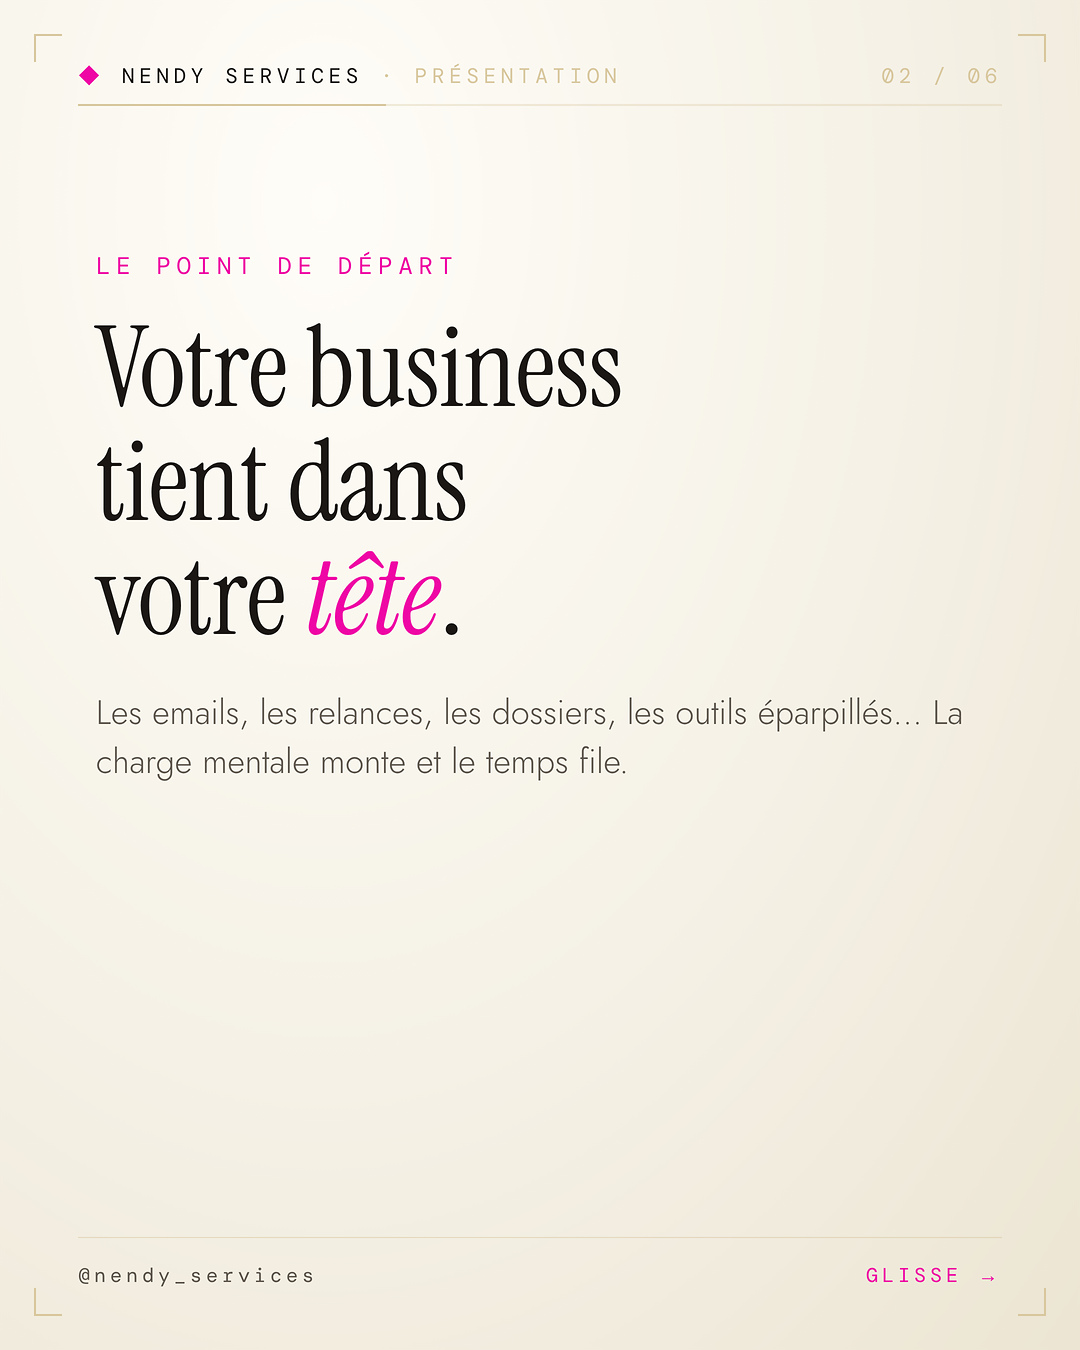 ◆ NENDY SERVICES · PRÉSENTATION 02 / 06
LE POINT DE DÉPART
Votre business
tient dans
votre tête.
Les emails, les relances, les dossiers, les outils éparpillés... La
charge mentale monte et le temps file.
@nendy_services GLISSE →